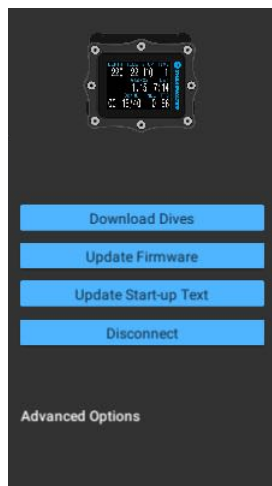 Download Dives
Update Firmware
Update Start-up Text
Disconnect
Advanced Options